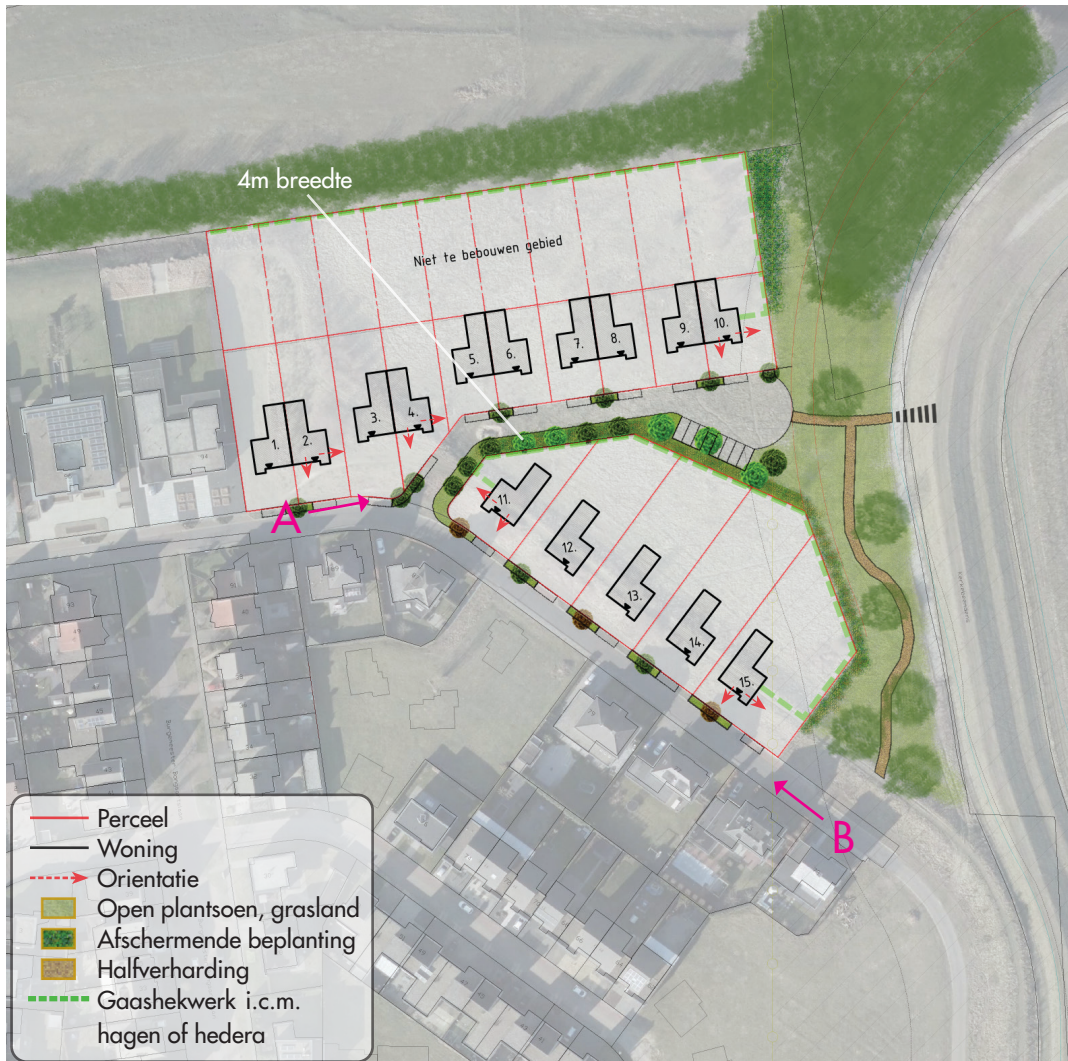 4m breedte
Niet te bebouwen gebied
1.
2.
3.
4.
5.
6.
7.
8.
9.
10.
11.
12.
13.
14.
15.
A
B
Perceel
Woning
Orientatie
Open plantsoen, grasland
Afschermende beplanting
Halfverharding
Gaashekwerk i.c.m.
hagen of hedera